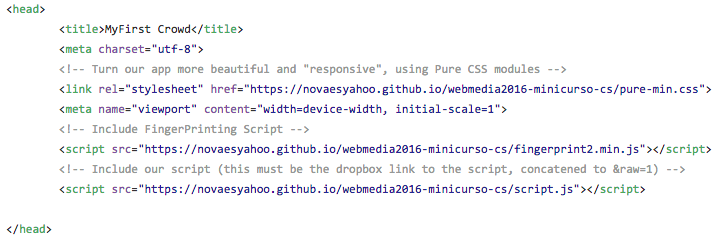 <head>
<title>MyFirst Crowd</title>
<meta charset="utf-8">
<!-- Turn our app more beautiful and "responsive", using Pure CSS modules -->
<link rel="stylesheet" href="https://novaesyahoo.github.io/webmedia2016-minicurso-cs/pure-min.css">
<meta name="viewport" content="width=device-width, initial-scale=1">
<!-- Include FingerPrinting Script -->
<script src="https://novaesyahoo.github.io/webmedia2016-minicurso-cs/fingerprint2.min.js"></script>
<!-- Include our script (this must be the dropbox link to the script, concatened to &raw=1) -->
<script src="https://novaesyahoo.github.io/webmedia2016-minicurso-cs/script.js"></script>
</head>